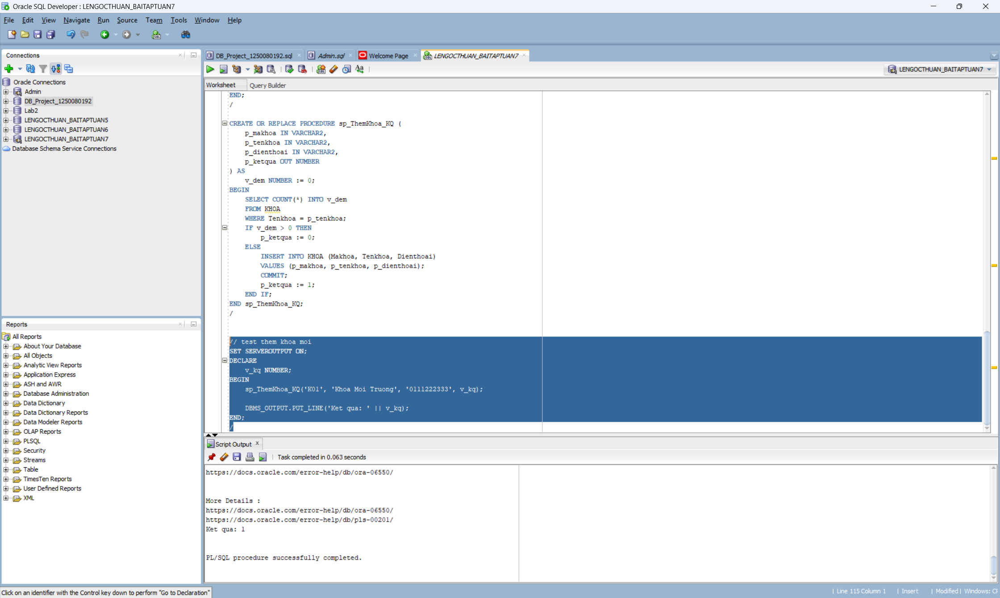 Oracle SQL Developer : LENGOCTHUAN_BAITAPTUAN7
File Edit View Navigate Run Source Team Tools Window Help
Connections
Oracle Connections
Admin
DB_Project_1250080192
Lab2
LENGOCTHUAN_BAITAPTUAN5
LENGOCTHUAN_BAITAPTUAN6
LENGOCTHUAN_BAITAPTUAN7
Database Schema Service Connections
Reports
All Reports
About Your Database
All Objects
Analytic View Reports
Application Express
ASH and AWR
Database Administration
Data Dictionary
Data Dictionary Reports
Data Modeler Reports
OLAP Reports
PLSQL
Security
Streams
Table
TimesTen Reports
User Defined Reports
XML
DB_Project_1250080192.sql Admin.sql Welcome Page LENGOCTHUAN_BAITAPTUAN7
LENGOCTHUAN_BAITAPTUAN7
Worksheet Query Builder
END;
/
CREATE OR REPLACE PROCEDURE sp_ThemKhoa_KQ (
p_makhoa IN VARCHAR2,
p_tenkhoa IN VARCHAR2,
p_dienthoai IN VARCHAR2,
p_ketqua OUT NUMBER
) AS
v_dem NUMBER := 0;
BEGIN
SELECT COUNT(*) INTO v_dem
FROM KHOA
WHERE Tenkhoa = p_tenkhoa;
IF v_dem > 0 THEN
p_ketqua := 0;
ELSE
INSERT INTO KHOA (Makhoa, Tenkhoa, Dienthoai)
VALUES (p_makhoa, p_tenkhoa, p_dienthoai);
COMMIT;
p_ketqua := 1;
END IF;
END sp_ThemKhoa_KQ;
/
// test them khoa moi
SET SERVEROUTPUT ON;
DECLARE
v_kq NUMBER;
BEGIN
sp_ThemKhoa_KQ('K01', 'Khoa Moi Truong', '0111222333', v_kq);
DBMS_OUTPUT.PUT_LINE('Ket qua: ' || v_kq);
END;
/
Script Output
Task completed in 0.063 seconds
https://docs.oracle.com/error-help/db/ora-06550/
More Details :
https://docs.oracle.com/error-help/db/ora-06550/
https://docs.oracle.com/error-help/db/pls-00201/
Ket qua: 1
PL/SQL procedure successfully completed.
Click on an identifier with the Control key down to perform "Go to Declaration"
| Line 115 Column 1 | Insert | Modified | Windows: